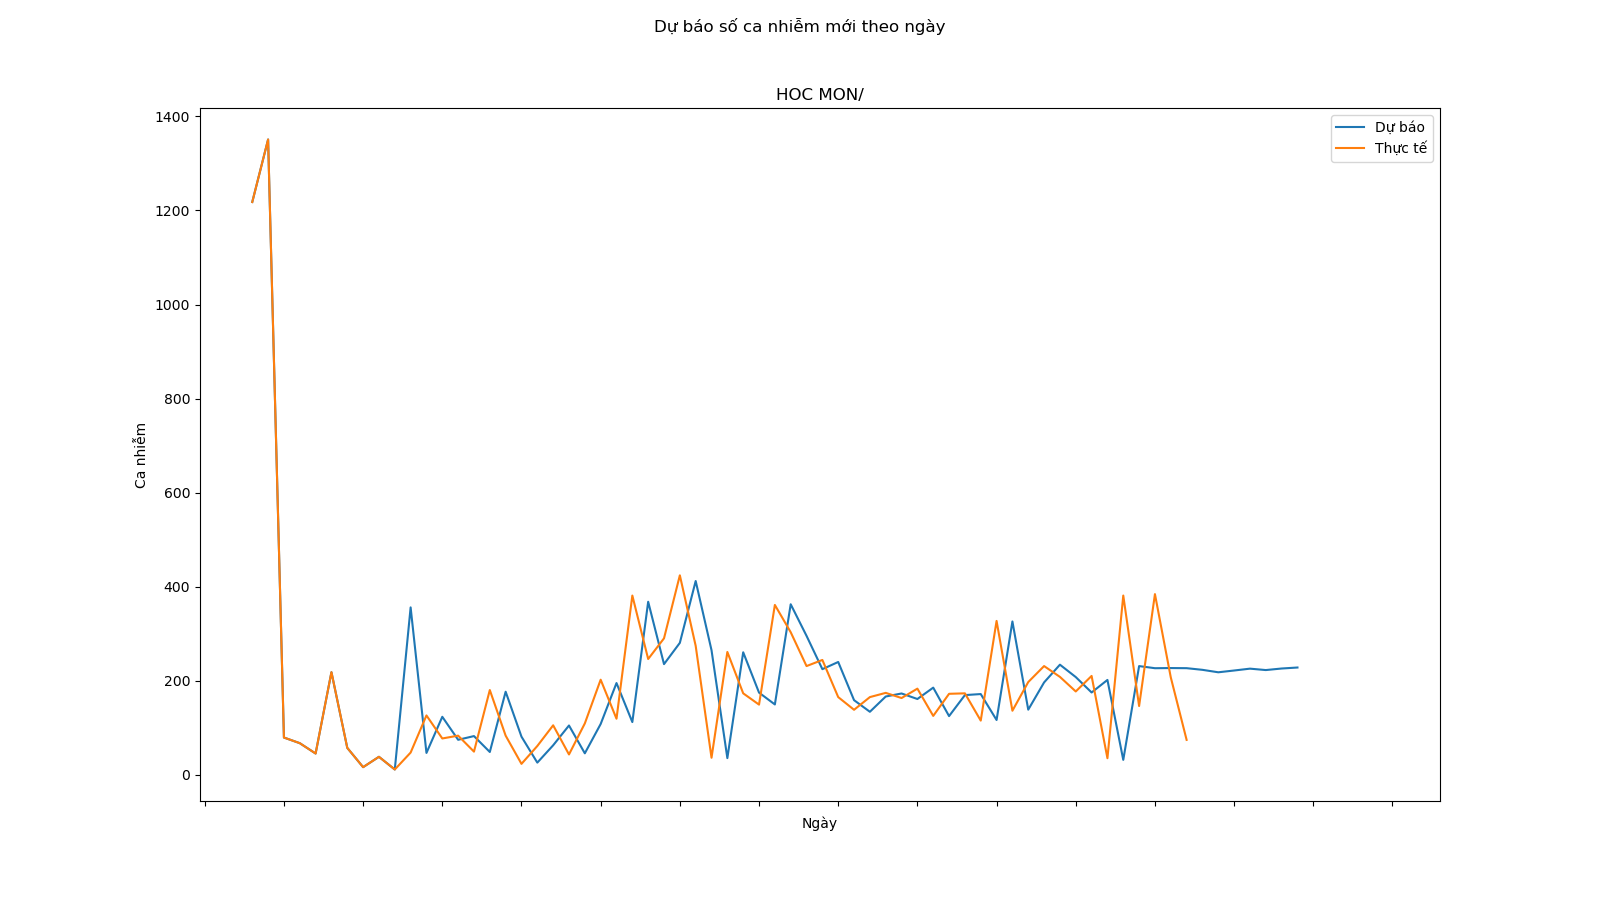 Dự báo số ca nhiễm mới theo ngày
HOC MON/
Dự báo
Thực tế
1400
1200
1000
800
600
400
200
0
Ca nhiễm
Ngày